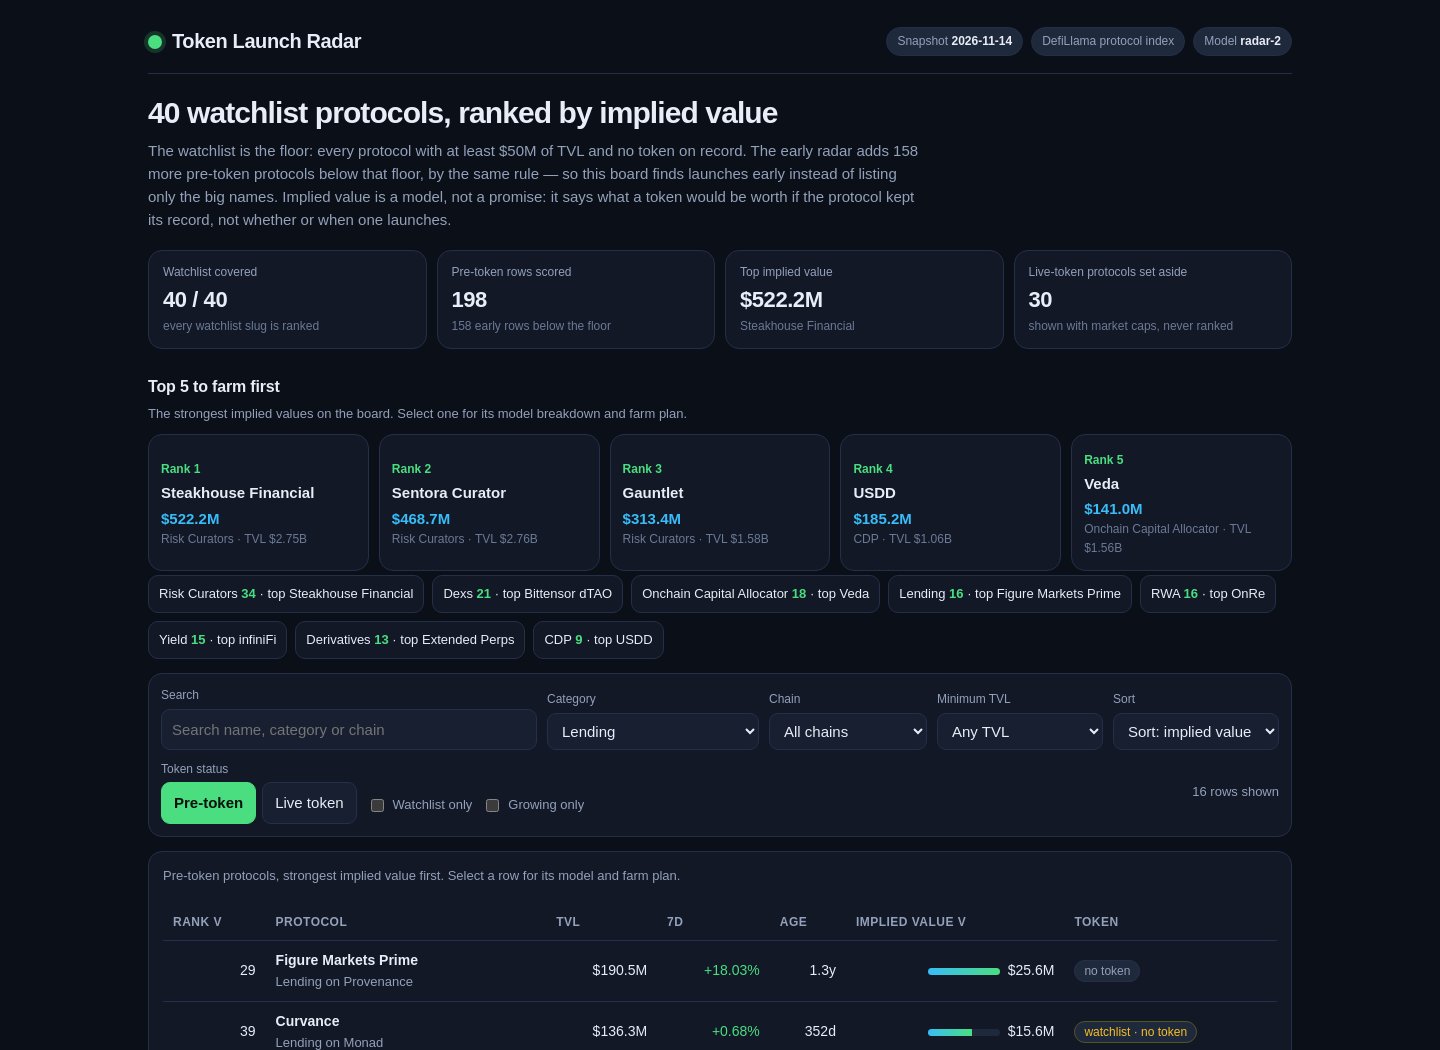 Token Launch Radar
Snapshot 2026-11-14
DefiLlama protocol index
Model radar-2
40 watchlist protocols, ranked by implied value
The watchlist is the floor: every protocol with at least $50M of TVL and no token on record. The early radar adds 158
more pre-token protocols below that floor, by the same rule — so this board finds launches early instead of listing
only the big names. Implied value is a model, not a promise: it says what a token would be worth if the protocol kept
its record, not whether or when one launches.
Watchlist covered
40 / 40
every watchlist slug is ranked
Pre-token rows scored
198
158 early rows below the floor
Top implied value
$522.2M
Steakhouse Financial
Live-token protocols set aside
30
shown with market caps, never ranked
Top 5 to farm first
The strongest implied values on the board. Select one for its model breakdown and farm plan.
Rank 1
Steakhouse Financial
$522.2M
Risk Curators · TVL $2.75B
Rank 2
Sentora Curator
$468.7M
Risk Curators · TVL $2.76B
Rank 3
Gauntlet
$313.4M
Risk Curators · TVL $1.58B
Rank 4
USDD
$185.2M
CDP · TVL $1.06B
Rank 5
Veda
$141.0M
Onchain Capital Allocator · TVL
$1.56B
Risk Curators 34 · top Steakhouse Financial
Dexs 21 · top Bittensor dTAO
Onchain Capital Allocator 18 · top Veda
Lending 16 · top Figure Markets Prime
RWA 16 · top OnRe
Yield 15 · top infiniFi
Derivatives 13 · top Extended Perps
CDP 9 · top USDD
Search
Search name, category or chain
Category
Lending
Chain
All chains
Minimum TVL
Any TVL
Sort
Sort: implied value
Token status
Pre-token
Live token
Watchlist only
Growing only
16 rows shown
Pre-token protocols, strongest implied value first. Select a row for its model and farm plan.
RANK V PROTOCOL TVL 7D AGE IMPLIED VALUE V TOKEN
29 Figure Markets Prime $190.5M +18.03% 1.3y $25.6M no token
Lending on Provenance
39 Curvance $136.3M +0.68% 352d $15.6M watchlist · no token
Lending on Monad